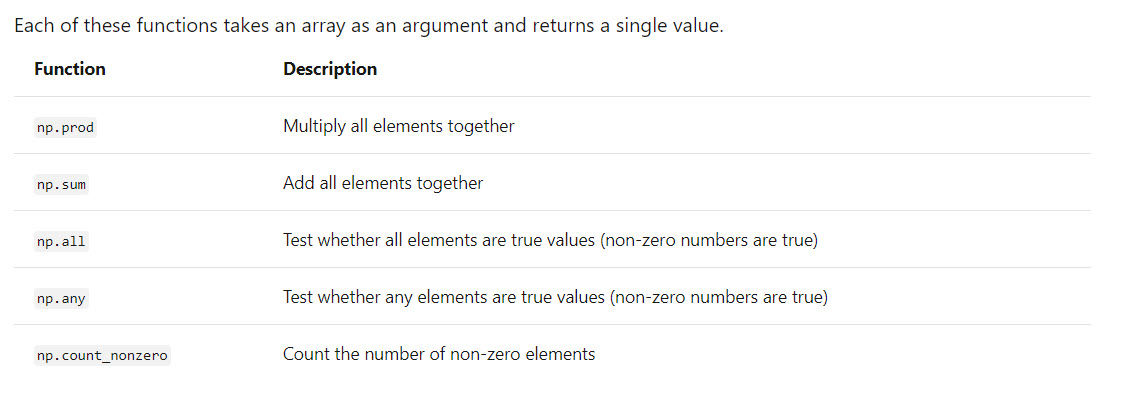 Each of these functions takes an array as an argument and returns a single value.
Function Description
np.prod Multiply all elements together
np.sum Add all elements together
np.all Test whether all elements are true values (non-zero numbers are true)
np.any Test whether any elements are true values (non-zero numbers are true)
np.count_nonzero Count the number of non-zero elements